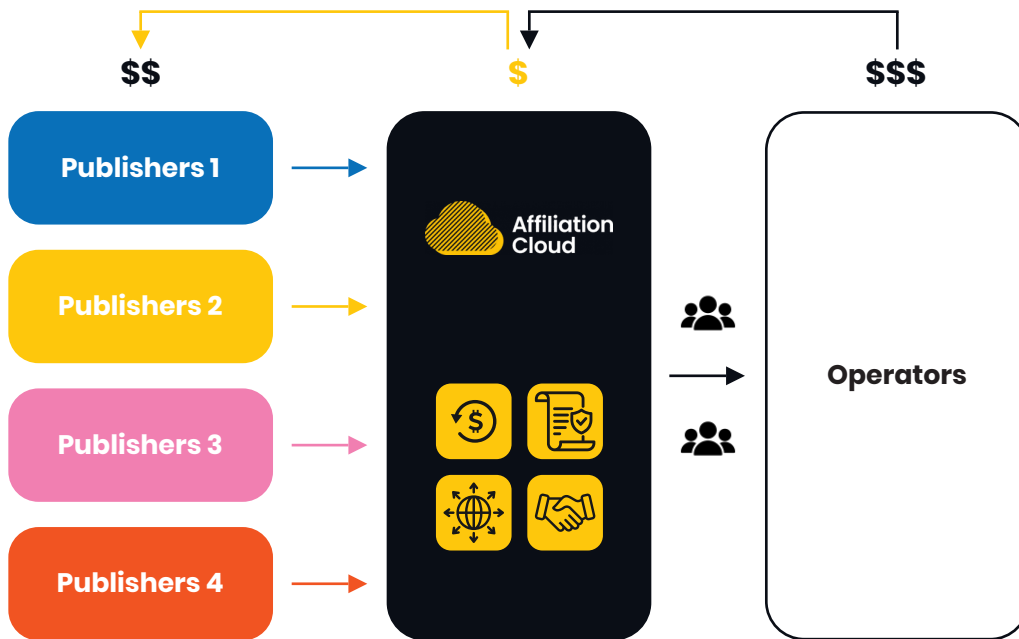 $$
$
$$$
Publishers 1
Publishers 2
Publishers 3
Publishers 4
Affiliation
Cloud
$
Operators